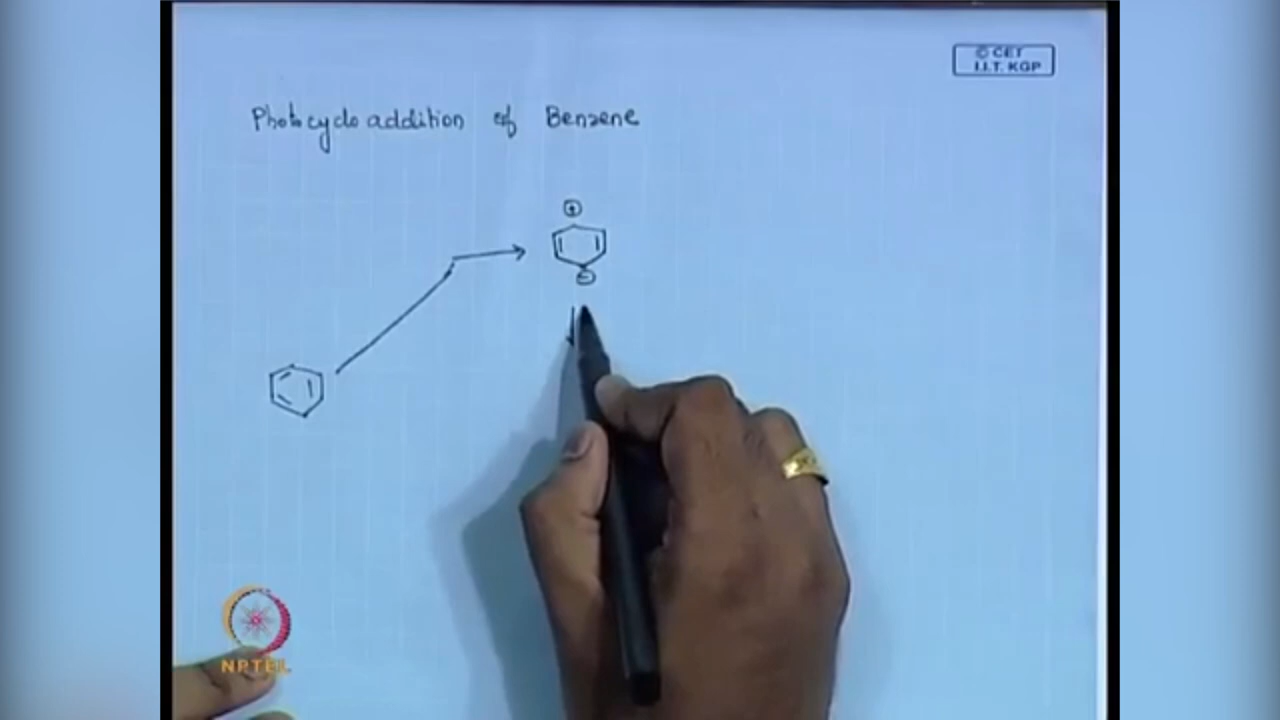 © CET
I.I.T. KGP
Photocycloaddition of Benzene
+
−
NPTEL